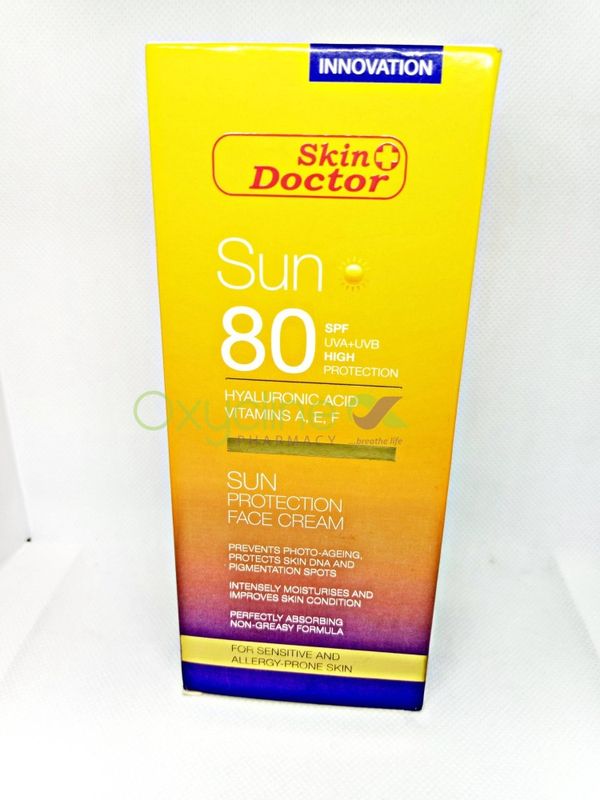 INNOVATION
Skin
Doctor
Sun
80
SPF
UVA+UVB
HIGH
PROTECTION
HYALURONIC ACID
VITAMINS A, E, F
PHARMACY ...breathe life
SUN
PROTECTION
FACE CREAM
PREVENTS PHOTO-AGEING,
PROTECTS SKIN DNA AND
PIGMENTATION SPOTS
INTENSELY MOISTURISES AND
IMPROVES SKIN CONDITION
PERFECTLY ABSORBING
NON-GREASY FORMULA
FOR SENSITIVE AND
ALLERGY-PRONE SKIN